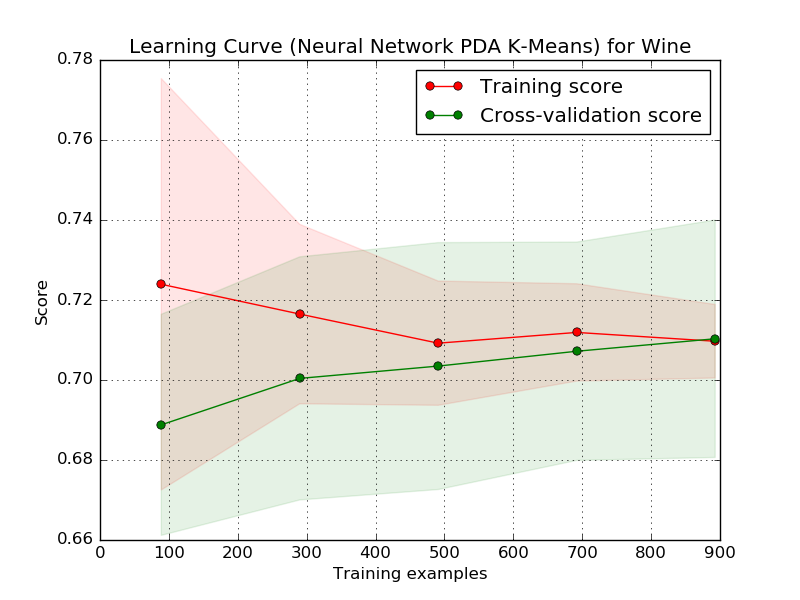 Learning Curve (Neural Network PDA K-Means) for Wine
Training score
Cross-validation score
0.78
0.76
0.74
0.72
0.70
0.68
0.66
Score
0 100 200 300 400 500 600 700 800 900
Training examples